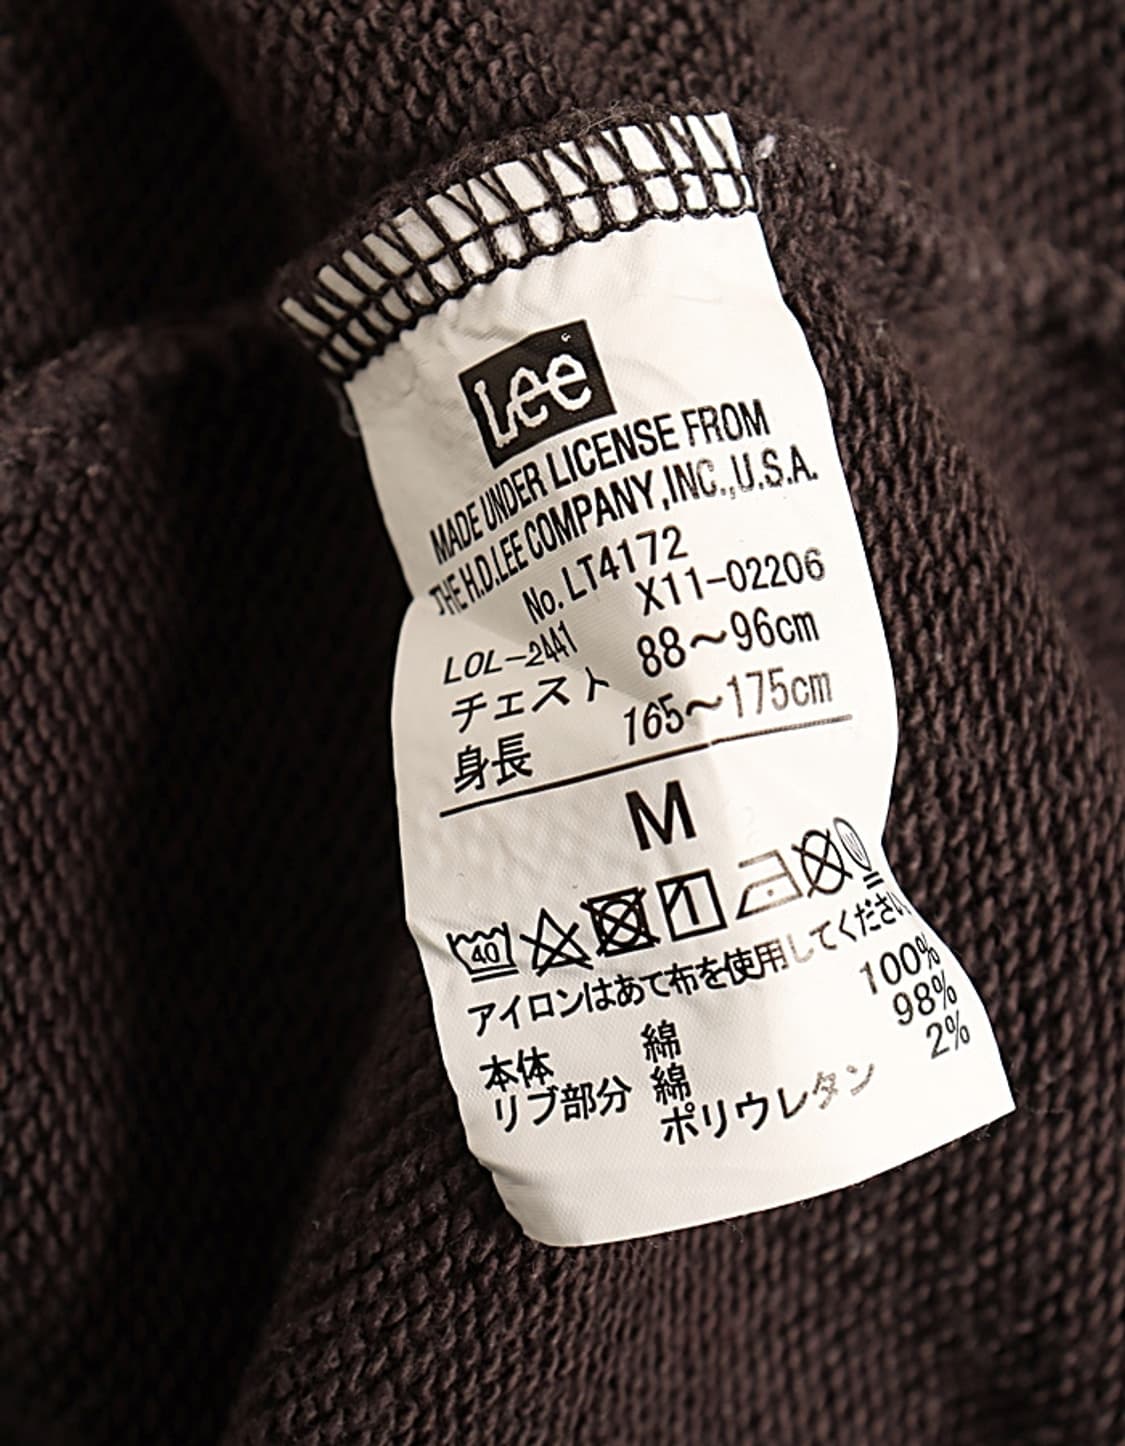 Lee
MADE UNDER LICENSE FROM
THE H.D.LEE COMPANY,INC.,U.S.A.
No. LT4172
LOL-2441 X11-02206
チェスト 88～96cm
身長 165～175cm
M
40 W
アイロンはあて布を使用してください
本体 綿 100%
リブ部分 綿 98%
ポリウレタン 2%